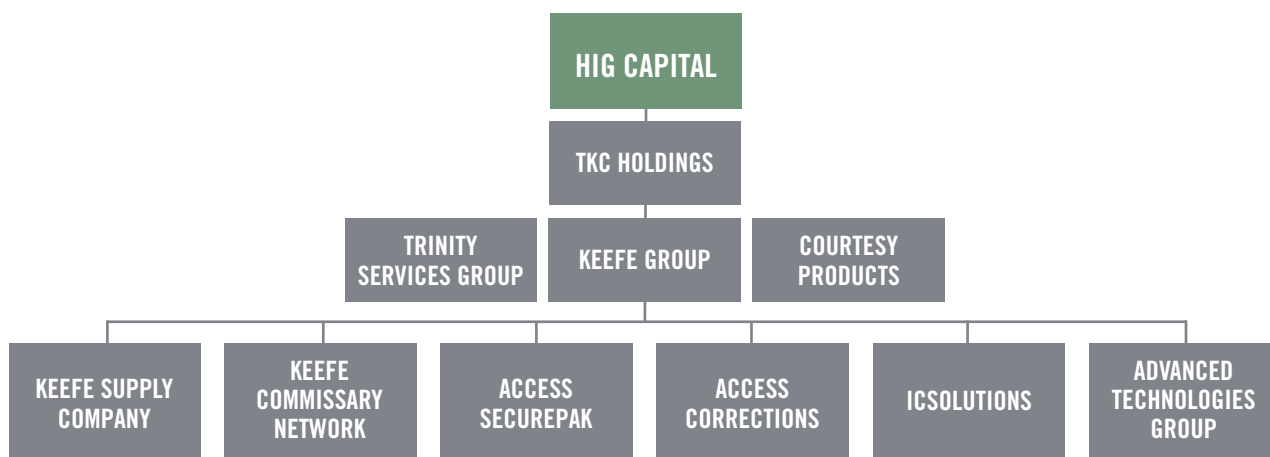 HIG CAPITAL
TKC HOLDINGS
TRINITY
SERVICES GROUP
KEEFE GROUP
COURTESY
PRODUCTS
KEEFE SUPPLY
COMPANY
KEEFE
COMMISSARY
NETWORK
ACCESS
SECUREPAK
ACCESS
CORRECTIONS
ICSOLUTIONS
ADVANCED
TECHNOLOGIES
GROUP